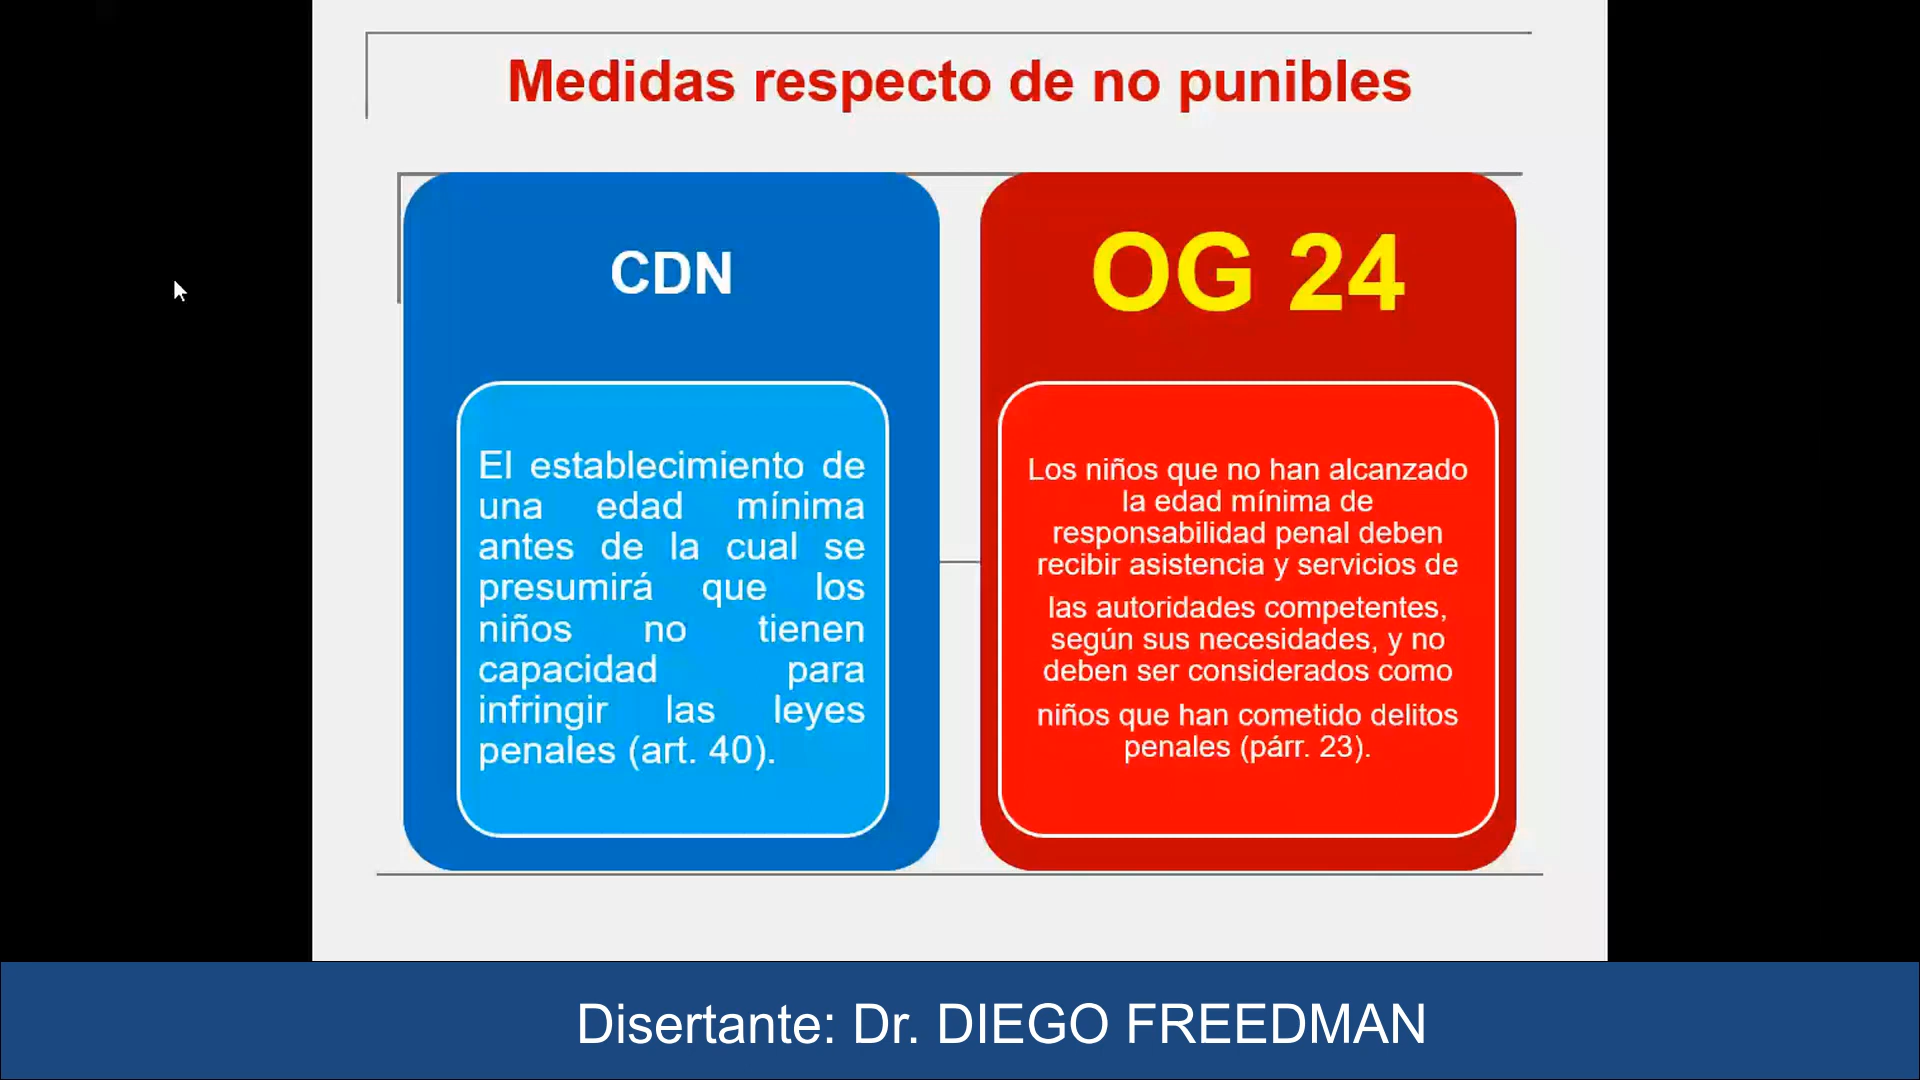 Medidas respecto de no punibles
CDN
El establecimiento de
una edad mínima
antes de la cual se
presumirá que los
niños no tienen
capacidad para
infringir las leyes
penales (art. 40).
OG 24
Los niños que no han alcanzado
la edad mínima de
responsabilidad penal deben
recibir asistencia y servicios de
las autoridades competentes,
según sus necesidades, y no
deben ser considerados como
niños que han cometido delitos
penales (párr. 23).
Disertante: Dr. DIEGO FREEDMAN